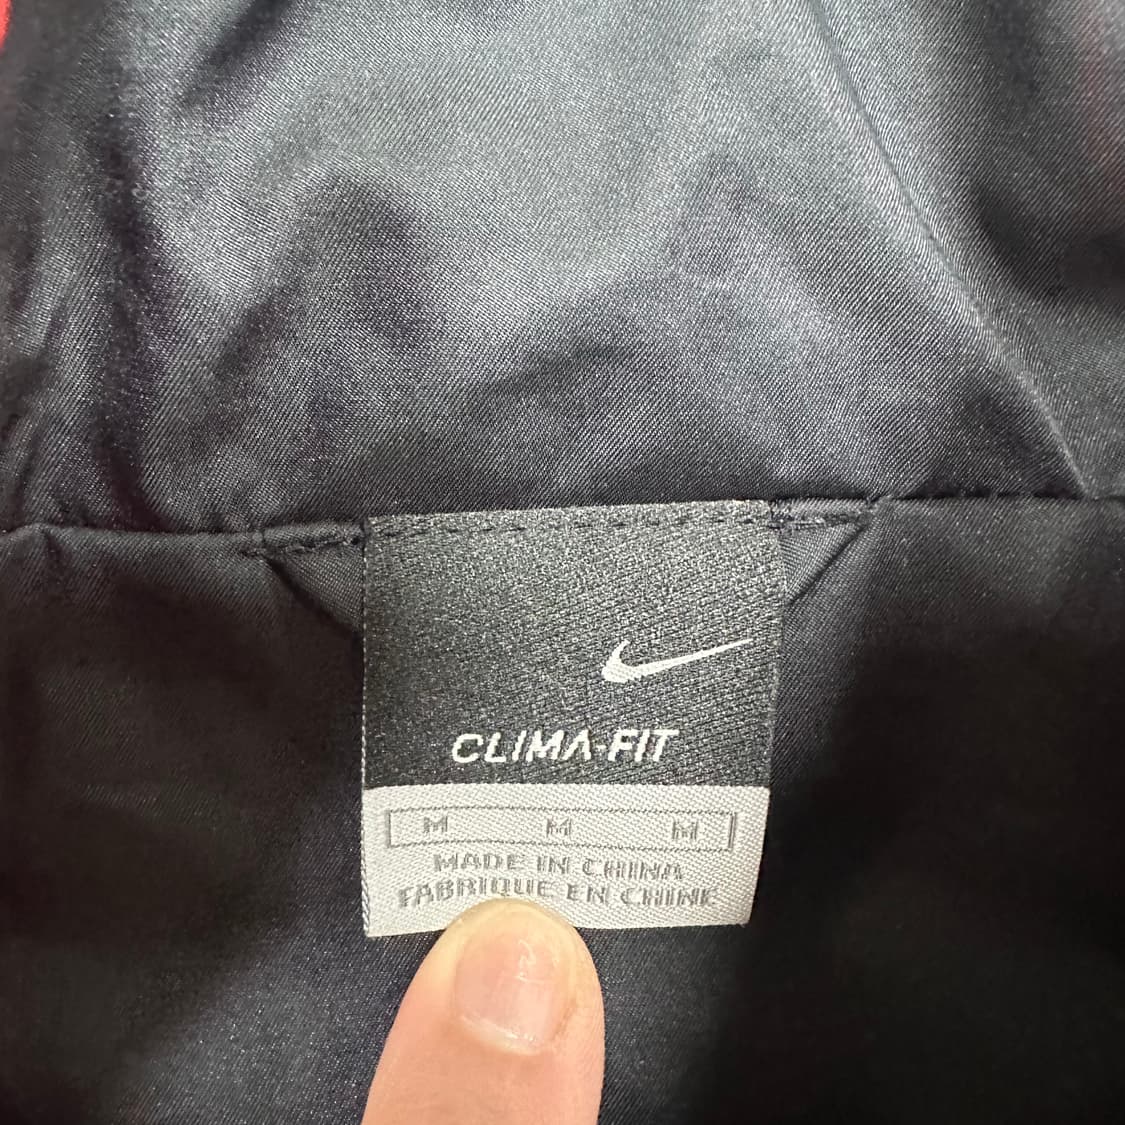 CLIMA-FIT
M M M
MADE IN CHINA
FABRIQUE EN CHINE